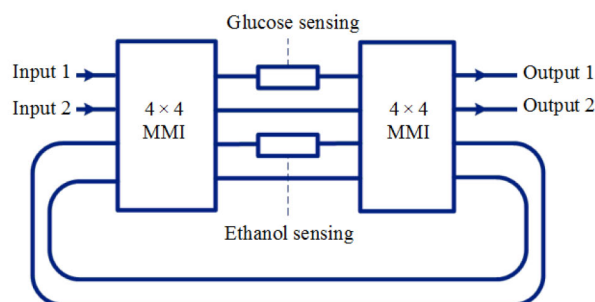 Glucose sensing
Input 1
Input 2
4 × 4
MMI
4 × 4
MMI
Output 1
Output 2
Ethanol sensing